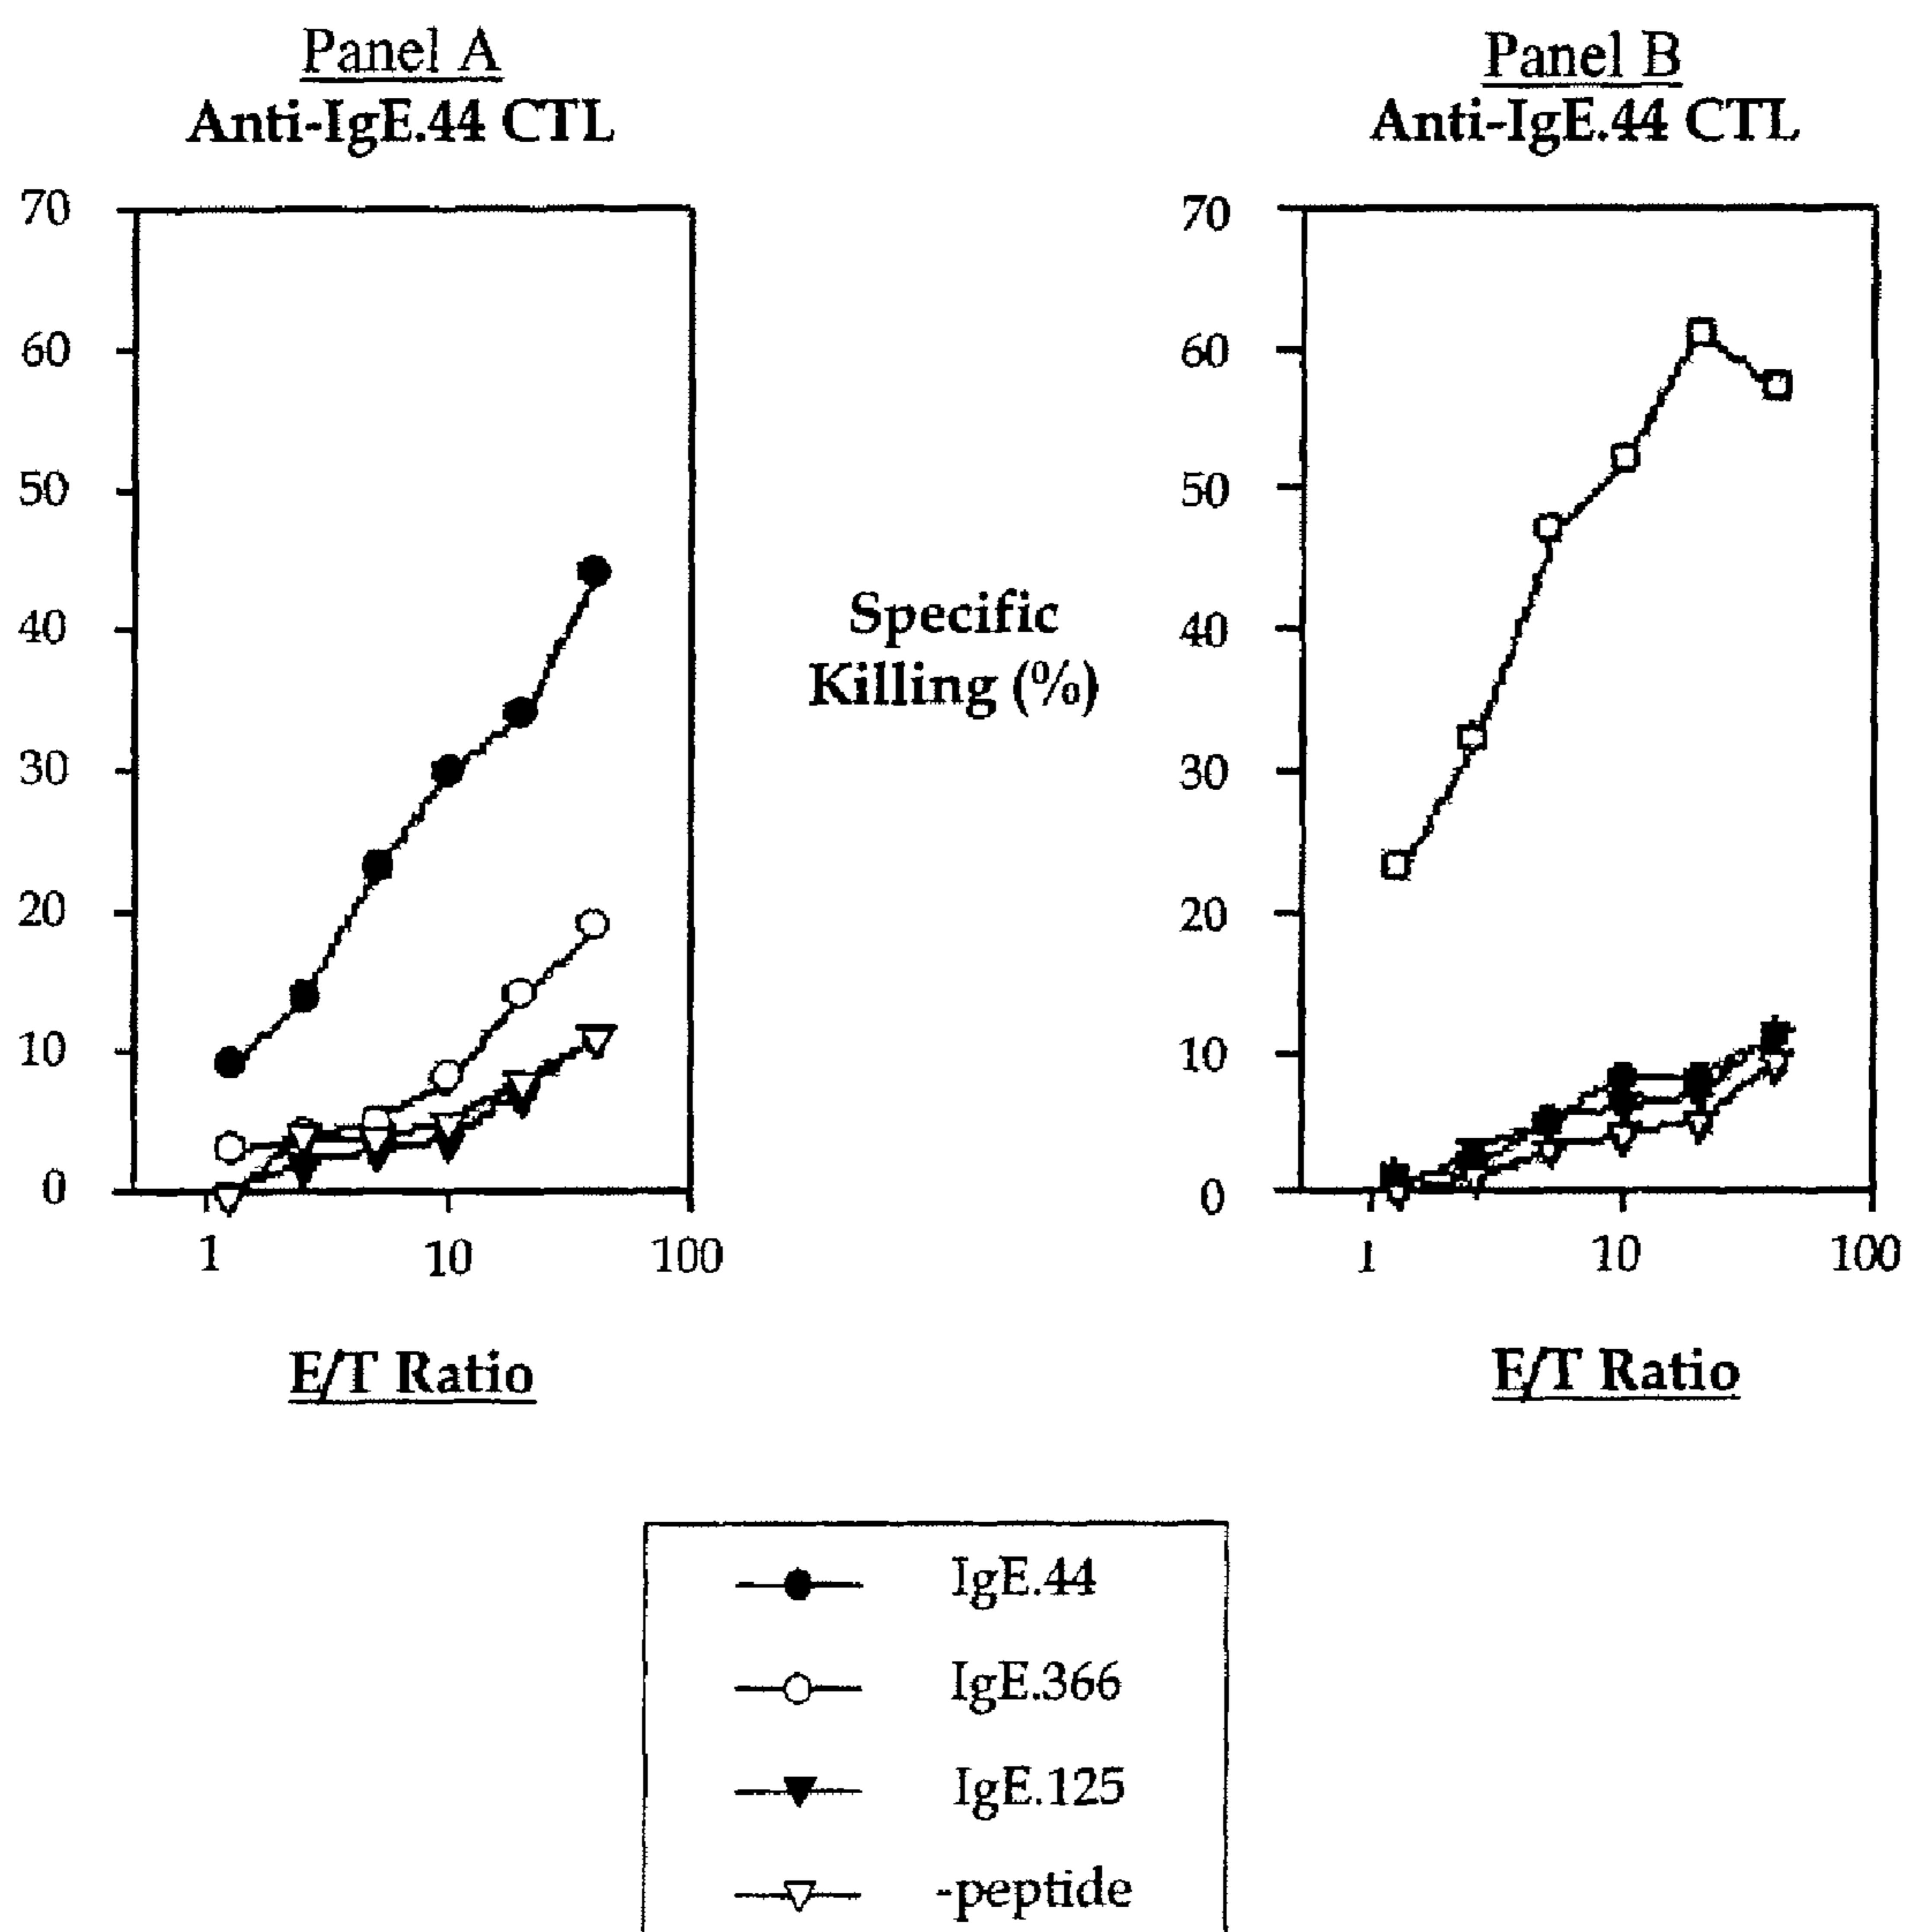 Panel A
Anti-IgE.44 CTL
70
60
50
40
30
20
10
0
1
10
100
E/T Ratio
Specific
Killing (%)
Panel B
Anti-IgE.44 CTL
70
60
50
40
30
20
10
0
1
10
100
E/T Ratio
IgE.44
IgE.366
IgE.125
-peptide